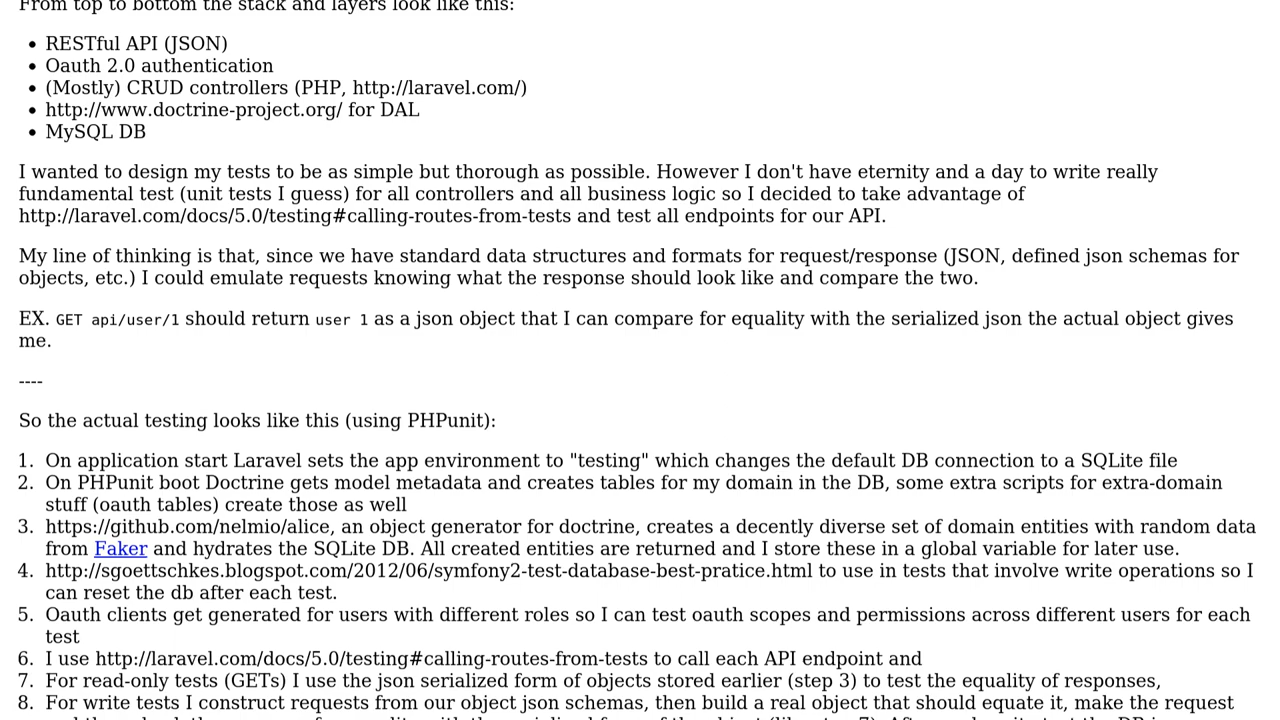 From top to bottom the stack and layers look like this:
• RESTful API (JSON)
• Oauth 2.0 authentication
• (Mostly) CRUD controllers (PHP, http://laravel.com/)
• http://www.doctrine-project.org/ for DAL
• MySQL DB
I wanted to design my tests to be as simple but thorough as possible. However I don't have eternity and a day to write really
fundamental test (unit tests I guess) for all controllers and all business logic so I decided to take advantage of
http://laravel.com/docs/5.0/testing#calling-routes-from-tests and test all endpoints for our API.
My line of thinking is that, since we have standard data structures and formats for request/response (JSON, defined json schemas for
objects, etc.) I could emulate requests knowing what the response should look like and compare the two.
EX. GET api/user/1 should return user 1 as a json object that I can compare for equality with the serialized json the actual object gives
me.
----
So the actual testing looks like this (using PHPunit):
1. On application start Laravel sets the app environment to "testing" which changes the default DB connection to a SQLite file
2. On PHPunit boot Doctrine gets model metadata and creates tables for my domain in the DB, some extra scripts for extra-domain
stuff (oauth tables) create those as well
3. https://github.com/nelmio/alice, an object generator for doctrine, creates a decently diverse set of domain entities with random data
from Faker and hydrates the SQLite DB. All created entities are returned and I store these in a global variable for later use.
4. http://sgoettschkes.blogspot.com/2012/06/symfony2-test-database-best-pratice.html to use in tests that involve write operations so I
can reset the db after each test.
5. Oauth clients get generated for users with different roles so I can test oauth scopes and permissions across different users for each
test
6. I use http://laravel.com/docs/5.0/testing#calling-routes-from-tests to call each API endpoint and
7. For read-only tests (GETs) I use the json serialized form of objects stored earlier (step 3) to test the equality of responses,
8. For write tests I construct requests from our object json schemas, then build a real object that should equate it, make the request